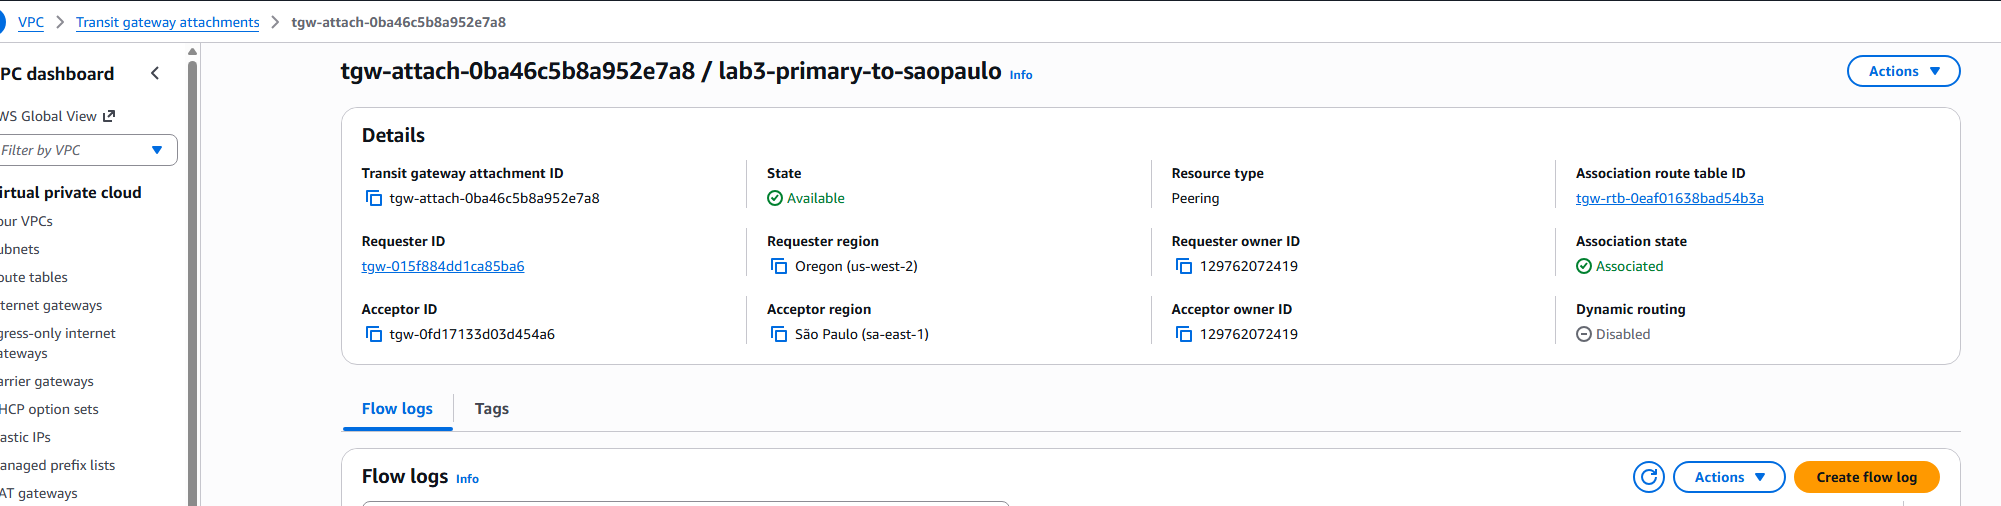 VPC > Transit gateway attachments > tgw-attach-0ba46c5b8a952e7a8
PC dashboard
WS Global View
Filter by VPC
irtual private cloud
our VPCs
ubnets
oute tables
nternet gateways
gress-only internet
ateways
arrier gateways
HCP option sets
astic IPs
anaged prefix lists
AT gateways
tgw-attach-0ba46c5b8a952e7a8 / lab3-primary-to-saopaulo Info
Actions
Details
Transit gateway attachment ID
tgw-attach-0ba46c5b8a952e7a8
State
Available
Resource type
Peering
Association route table ID
tgw-rtb-0eaf01638bad54b3a
Requester ID
tgw-015f884dd1ca85ba6
Requester region
Oregon (us-west-2)
Requester owner ID
129762072419
Association state
Associated
Acceptor ID
tgw-0fd17133d03d454a6
Acceptor region
São Paulo (sa-east-1)
Acceptor owner ID
129762072419
Dynamic routing
Disabled
Flow logs
Tags
Flow logs Info
Actions
Create flow log